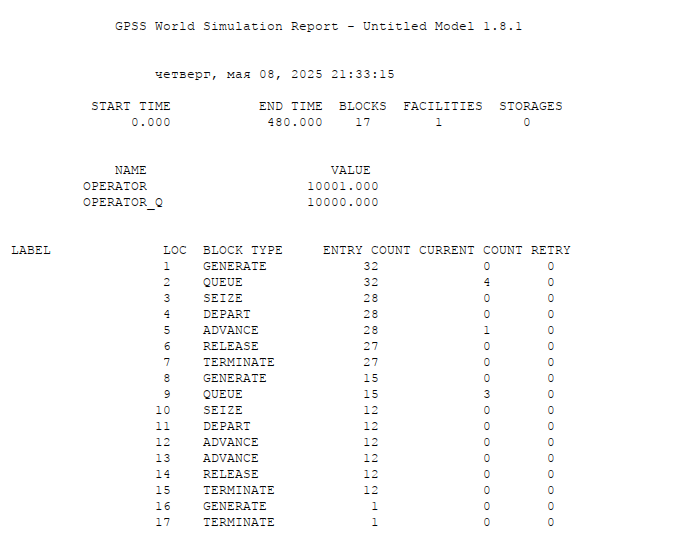 GPSS World Simulation Report - Untitled Model 1.8.1
четверг, мая 08, 2025 21:33:15
START TIME END TIME BLOCKS FACILITIES STORAGES
0.000 480.000 17 1 0
NAME VALUE
OPERATOR 10001.000
OPERATOR_Q 10000.000
LABEL LOC BLOCK TYPE ENTRY COUNT CURRENT COUNT RETRY
1 GENERATE 32 0 0
2 QUEUE 32 4 0
3 SEIZE 28 0 0
4 DEPART 28 0 0
5 ADVANCE 28 1 0
6 RELEASE 27 0 0
7 TERMINATE 27 0 0
8 GENERATE 15 0 0
9 QUEUE 15 3 0
10 SEIZE 12 0 0
11 DEPART 12 0 0
12 ADVANCE 12 0 0
13 ADVANCE 12 0 0
14 RELEASE 12 0 0
15 TERMINATE 12 0 0
16 GENERATE 1 0 0
17 TERMINATE 1 0 0